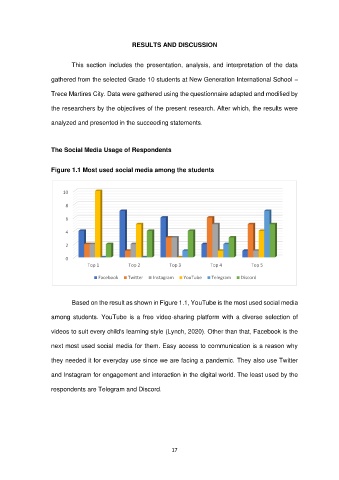 RESULTS AND DISCUSSION
This section includes the presentation, analysis, and interpretation of the data
gathered from the selected Grade 10 students at New Generation International School –
Trece Martires City. Data were gathered using the questionnaire adapted and modified by
the researchers by the objectives of the present research. After which, the results were
analyzed and presented in the succeeding statements.
The Social Media Usage of Respondents
Figure 1.1 Most used social media among the students
10
8
6
4
2
0
Top 1 Top 2 Top 3 Top 4 Top 5
Facebook Twitter Instagram YouTube Telegram Discord
Based on the result as shown in Figure 1.1, YouTube is the most used social media
among students. YouTube is a free video sharing platform with a diverse selection of
videos to suit every child's learning style (Lynch, 2020). Other than that, Facebook is the
next most used social media for them. Easy access to communication is a reason why
they needed it for everyday use since we are facing a pandemic. They also use Twitter
and Instagram for engagement and interaction in the digital world. The least used by the
respondents are Telegram and Discord.
17